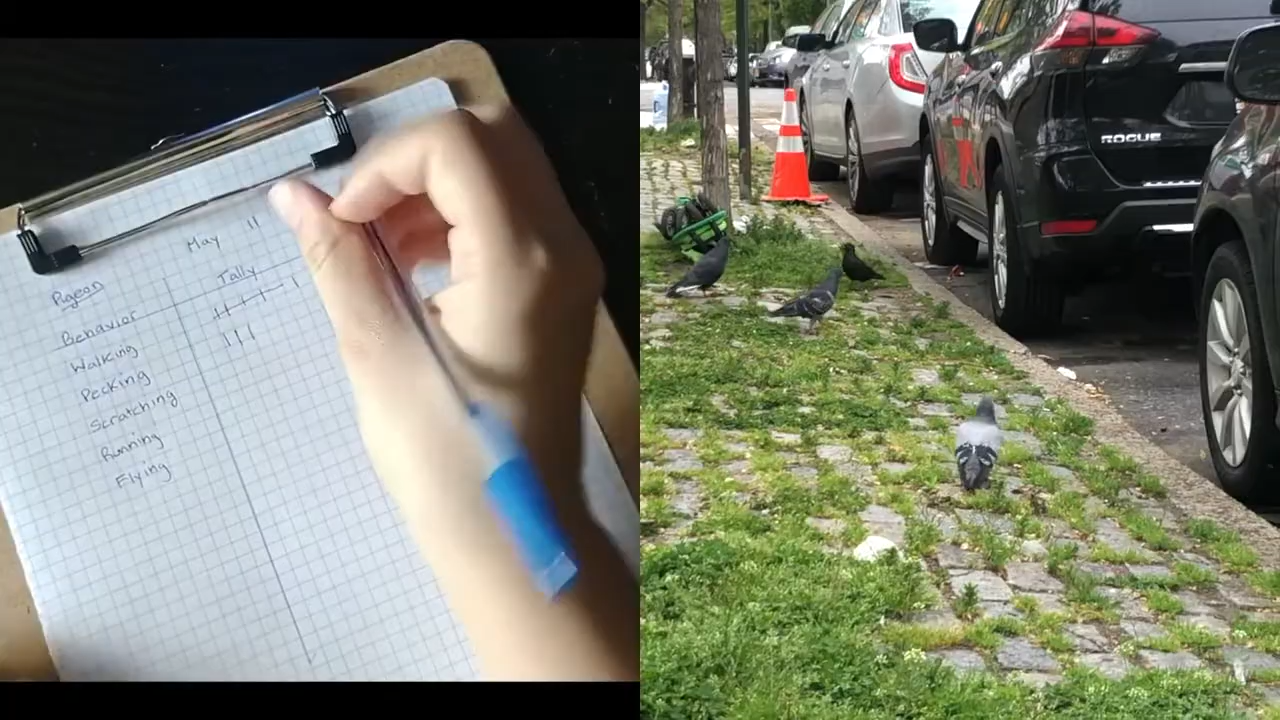 May 11
Pigeon
Behavior Tally
Walking
Pecking
Scratching
Running
Flying
ROGUE